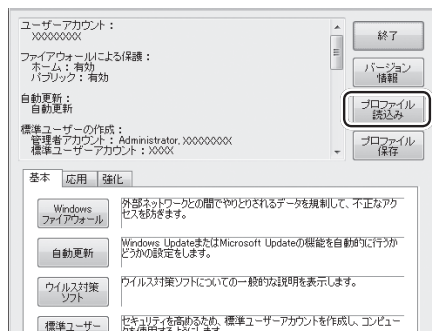 ユーザーアカウント：
XXXXXXXX
ファイアウォールによる保護：
ホーム：有効
パブリック：有効
自動更新：
自動更新
標準ユーザーの作成：
管理者アカウント：Administrator, XXXXXXXX
標準ユーザーアカウント：XXXX
終了
バージョン
情報
プロファイル
読込み
プロファイル
保存
基本 応用 強化
Windows
ファイアウォール
外部ネットワークとの間でやりとりされるデータを規制して、不正なアク
セスを防ぎます。
自動更新
Windows UpdateまたはMicrosoft Updateの機能を自動的に行うか
どうかの設定をします。
ウイルス対策
ソフト
ウイルス対策ソフトについての一般的な説明を表示します。
標準ユーザー
セキュリティを高めるため、標準ユーザーアカウントを作成し、コンピュー